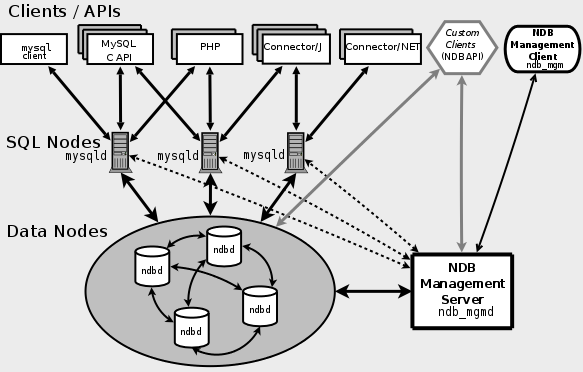 Clients / APIs
mysql
client
MySQL
C API
PHP
Connector/J
Connector/NET
Custom
Clients
(NDBAPI)
NDB
Management
Client
ndb_mgm
SQL Nodes
mysqld
mysqld
mysqld
Data Nodes
ndbd
ndbd
ndbd
ndbd
NDB
Management
Server
ndb_mgmd